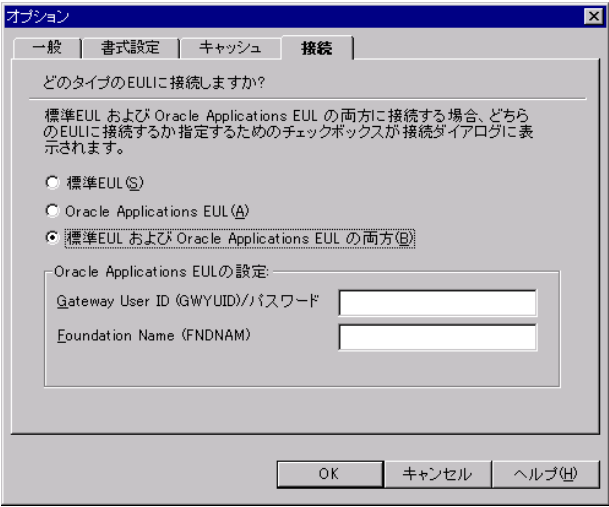 オプション
一般 書式設定 キャッシュ 接続
どのタイプのEULに接続しますか?
標準EUL および Oracle Applications EUL の両方に接続する場合、どちら
のEULに接続するか指定するためのチェックボックスが接続ダイアログに表
示されます。
標準EUL(S)
Oracle Applications EUL(A)
標準EUL および Oracle Applications EUL の両方(B)
Oracle Applications EULの設定:
Gateway User ID (GWYUID)/パスワード
Foundation Name (FNDNAM)
OK キャンセル ヘルプ(H)